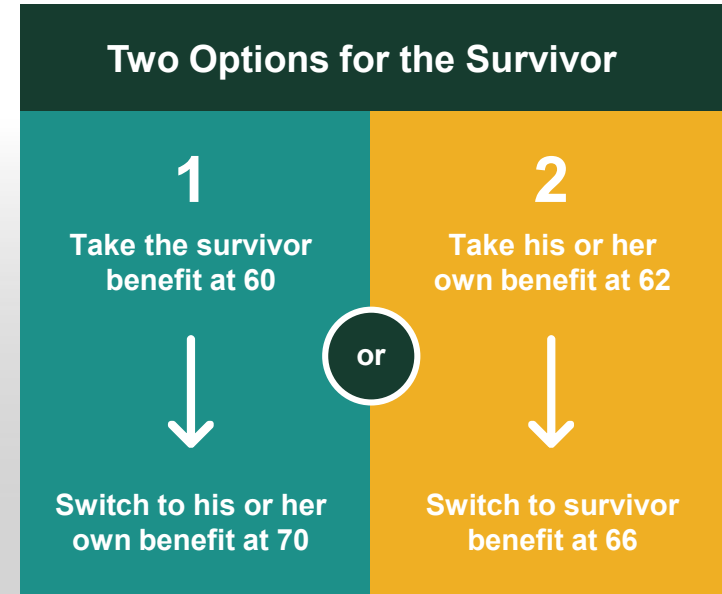 Two Options for the Survivor
1
Take the survivor
benefit at 60
Switch to his or her
own benefit at 70
or
2
Take his or her
own benefit at 62
Switch to survivor
benefit at 66